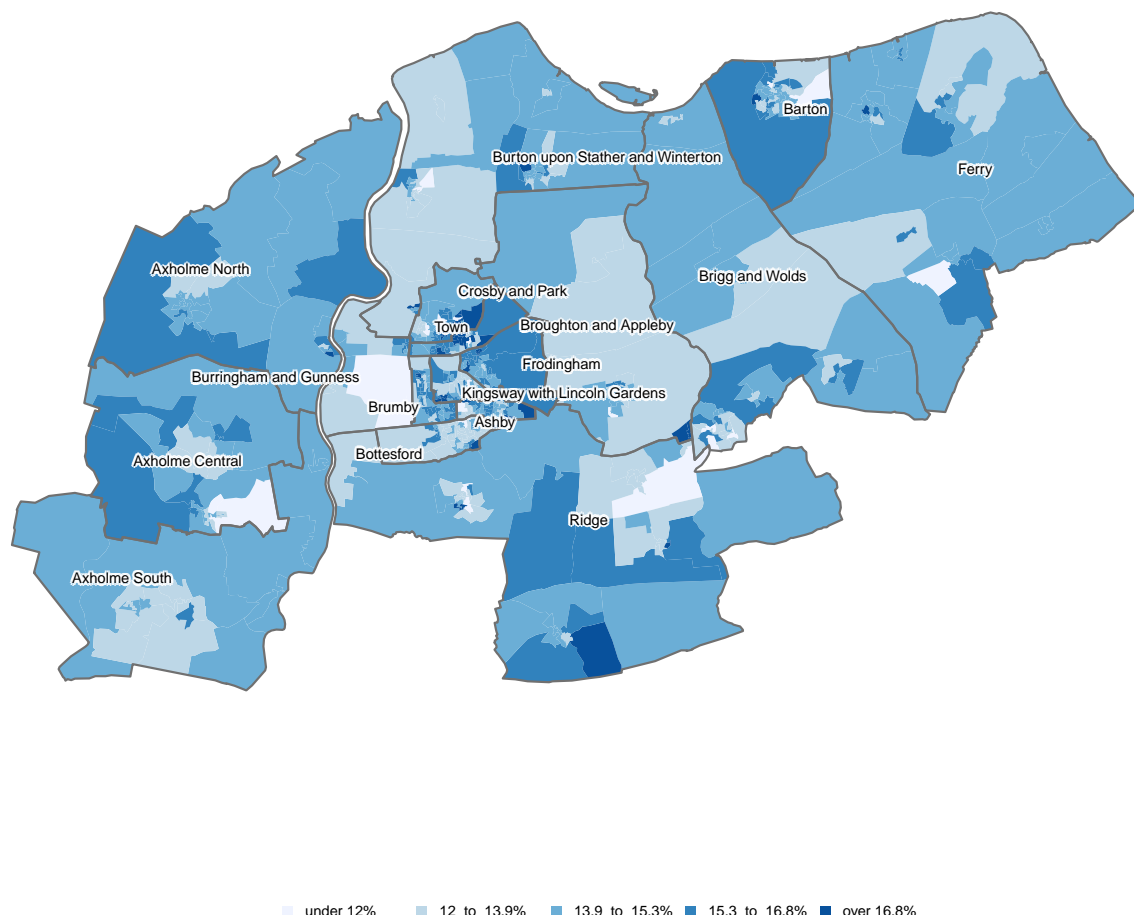 Barton
Burton upon Stather and Winterton
Ferry
Axholme North
Brigg and Wolds
Crosby and Park
Town
Broughton and Appleby
Frodingham
Burringham and Gunness
Kingsway with Lincoln Gardens
Brumby
Ashby
Bottesford
Axholme Central
Ridge
Axholme South
under 12% 12 to 13.9% 13.9 to 15.3% 15.3 to 16.8% over 16.8%